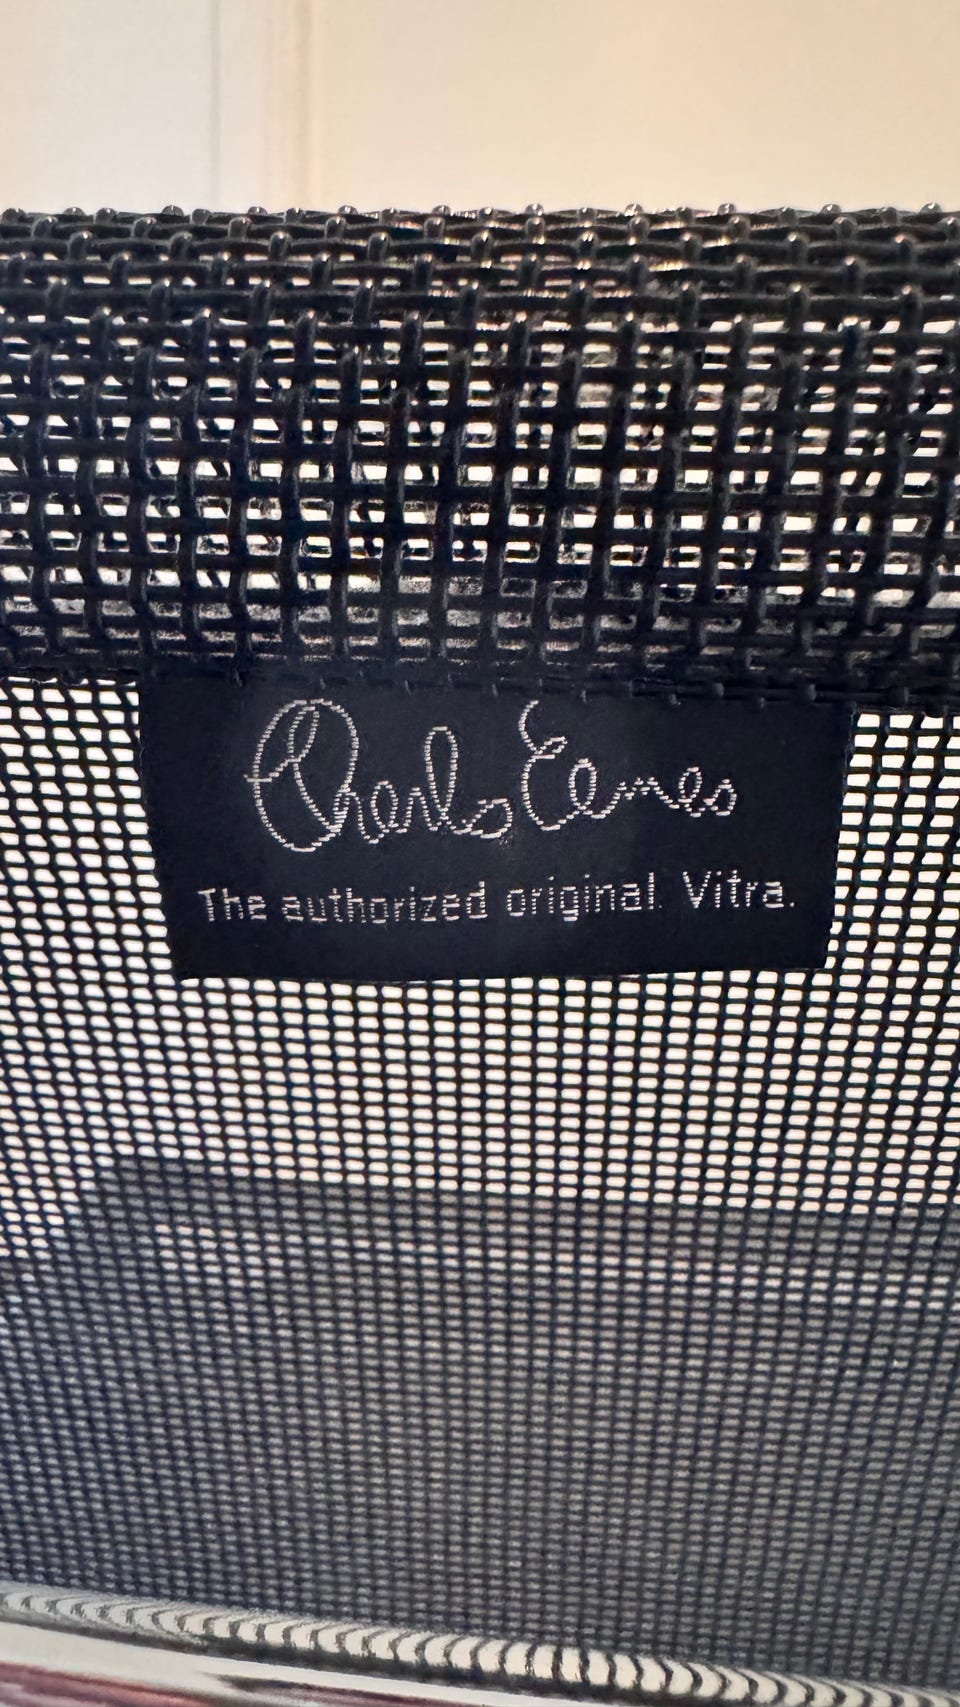 Charles Eames
The authorized original. Vitra.